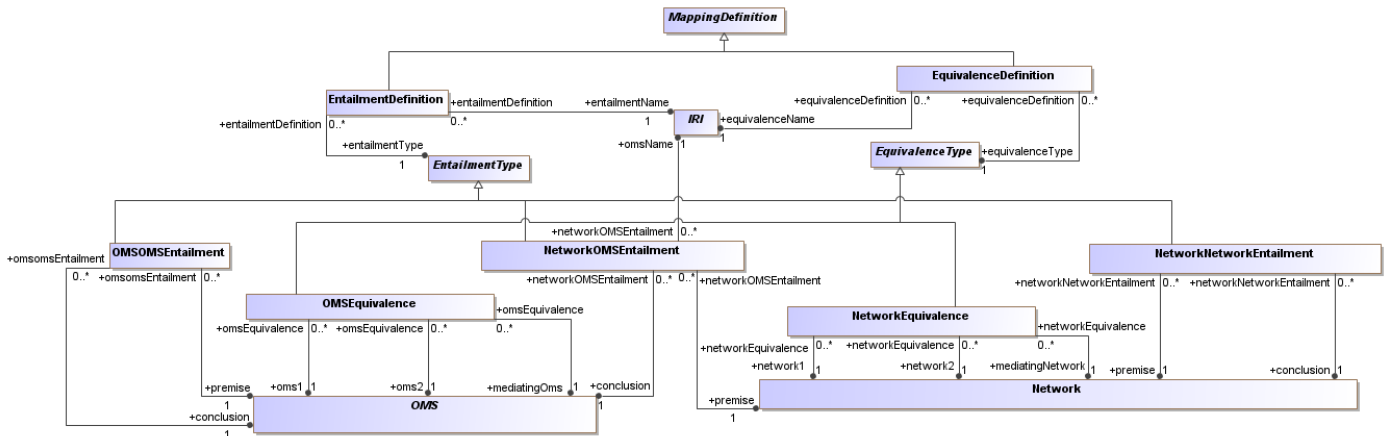 MappingDefinition
EquivalenceDefinition
EntailmentDefinition
+entailmentDefinition
0..*
+entailmentName
1
+equivalenceDefinition
0..*
+equivalenceDefinition
0..*
IRI
+equivalenceName
1
+entailmentDefinition
0..*
+entailmentType
1
+omsName
1
EquivalenceType
+equivalenceType
1
EntailmentType
+networkOMSEntailment
0..*
OMSOMSEntailment
NetworkOMSEntailment
NetworkNetworkEntailment
+omsomsEntailment
0..*
+omsomsEntailment
0..*
+networkOMSEntailment
0..*
0..*
+networkOMSEntailment
+networkNetworkEntailment
0..*
+networkNetworkEntailment
0..*
OMSEquivalence
+omsEquivalence
0..*
+omsEquivalence
0..*
+omsEquivalence
0..*
NetworkEquivalence
+networkEquivalence
0..*
+networkEquivalence
0..*
+networkEquivalence
0..*
+network1
1
+network2
1
+mediatingNetwork
1
+premise
1
+conclusion
1
+premise
1
+oms1
1
+oms2
1
+mediatingOms
1
+conclusion
1
Network
OMS
+premise
1
+conclusion
1